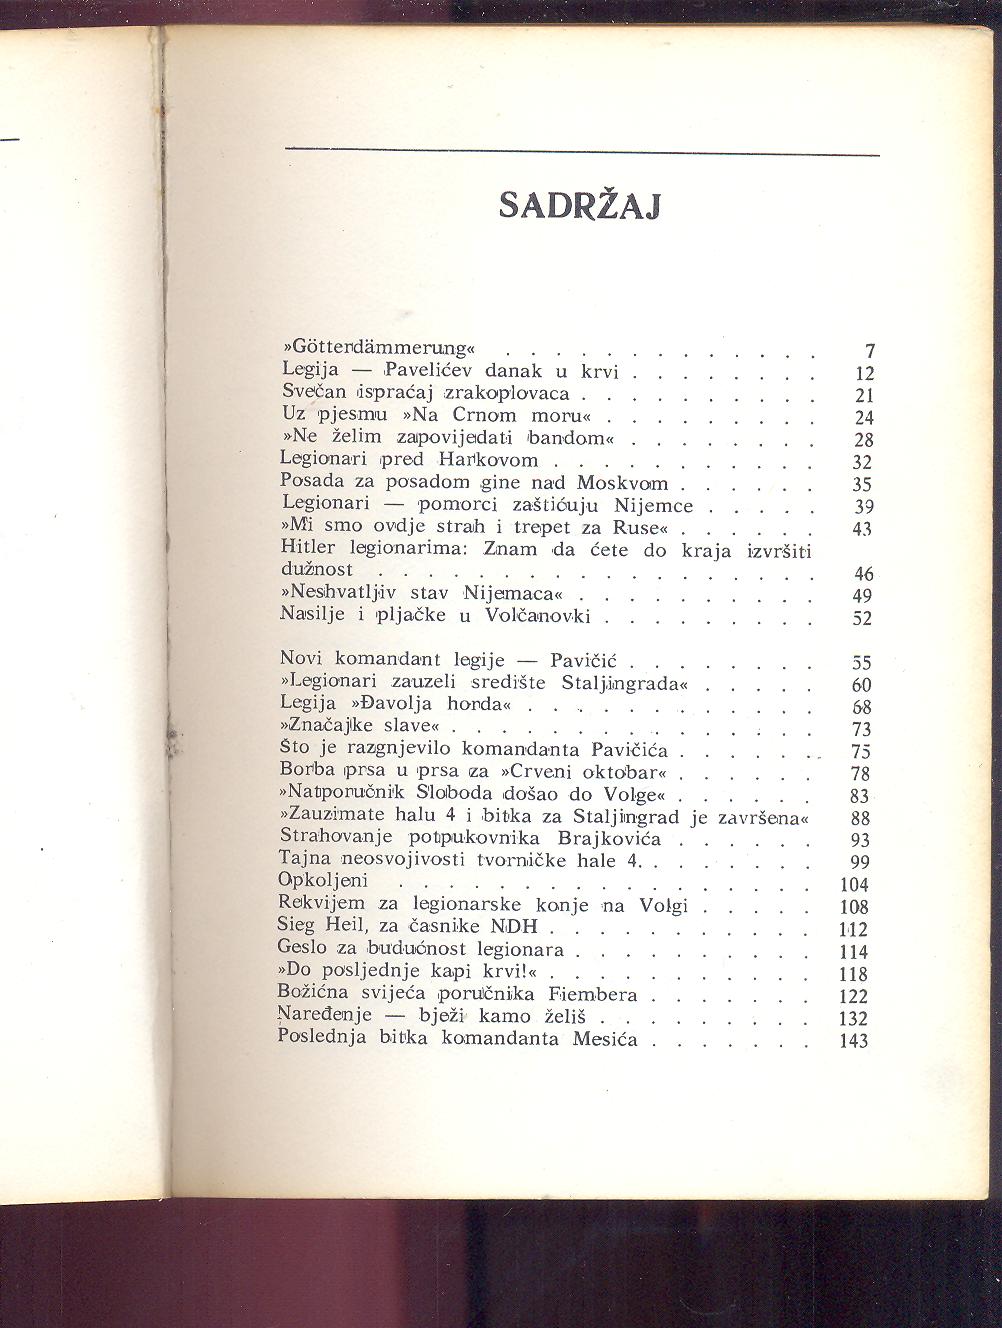 SADRŽAJ
»Götterdämmerung« . . . . . . . . . . . . . 7
Legija — Pavelićev danak u krvi . . . . . . . . 12
Svečan ispraćaj zrakoplovaca . . . . . . . . . . 21
Uz pjesmu »Na Crnom moru« . . . . . . . . . 24
»Ne želim zapovijedati bandom« . . . . . . . . 28
Legionari pred Harkovom . . . . . . . . . . . 32
Posada za posadom gine nad Moskvom . . . . . . 35
Legionari — pomorci zaštićuju Nijemce . . . . . 39
»Mi smo ovdje strah i trepet za Ruse« . . . . . . 43
Hitler legionarima: Znam da ćete do kraja izvršiti
dužnost . . . . . . . . . . . . . . . . . . 46
»Neshvatljiv stav Nijemaca« . . . . . . . . . . 49
Nasilje i pljačke u Volčanovki . . . . . . . . . 52
Novi komandant legije — Pavičić . . . . . . . . 55
»Legionari zauzeli središte Staljingrada« . . . . . 60
Legija »Đavolja horda« . . . . . . . . . . . . 68
»Značajke slave« . . . . . . . . . . . . . . . 73
Što je razgnjevilo komandanta Pavičića . . . . . . 75
Borba prsa u prsa za »Crveni oktobar« . . . . . . 78
»Natporučnik Sloboda došao do Volge« . . . . . . 83
»Zauzimate halu 4 i bitka za Staljingrad je završena« 88
Strahovanje potpukovnika Brajkovića . . . . . . 93
Tajna neosvojivosti tvorničke hale 4. . . . . . . . 99
Opkoljeni . . . . . . . . . . . . . . . . . 104
Rekvijem za legionarske konje na Volgi . . . . . 108
Sieg Heil, za časnike NDH . . . . . . . . . . . 112
Geslo za budućnost legionara . . . . . . . . . . 114
»Do posljednje kapi krvi!« . . . . . . . . . . . 118
Božićna svijeća poručnika Fiembera . . . . . . . 122
Naređenje — bježi kamo želiš . . . . . . . . . 132
Poslednja bitka komandanta Mesića . . . . . . . 143